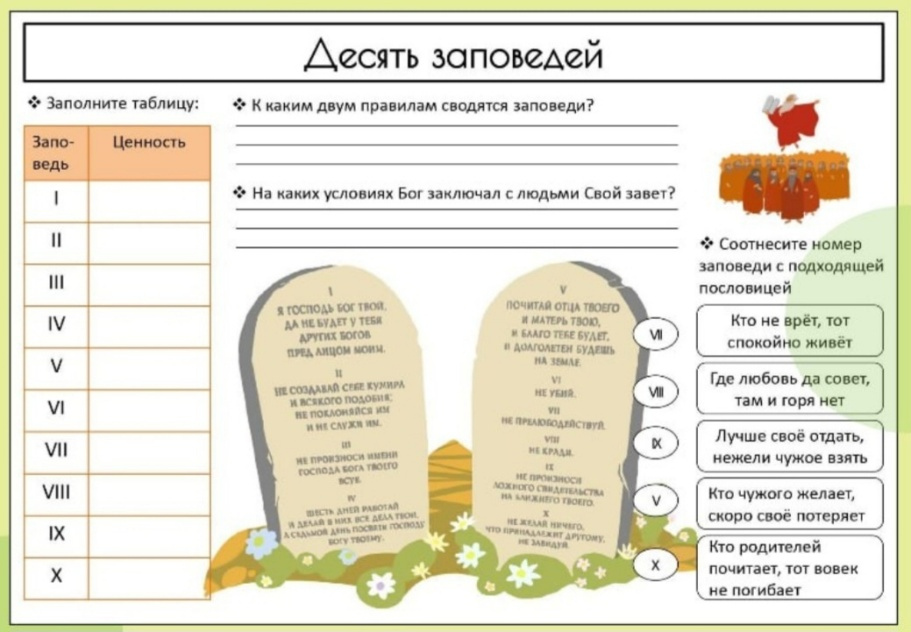 Десять заповедей
❖ Заполните таблицу:
Запо-
ведь
Ценность
I
II
III
IV
V
VI
VII
VIII
IX
X
❖ К каким двум правилам сводятся заповеди?
❖ На каких условиях Бог заключал с людьми Свой завет?
I
Я ГОСПОДЬ БОГ ТВОЙ,
ДА НЕ БУДЕТ У ТЕБЯ
ДРУГИХ БОГОВ
ПРЕД ЛИЦОМ МОИМ.
II
НЕ СОЗДАВАЙ СЕБЕ КУМИРА
И ВСЯКОГО ПОДОБИЯ;
НЕ ПОКЛОНЯЙСЯ ИМ
И НЕ СЛУЖИ ИМ.
III
НЕ ПРОИЗНОСИ ИМЕНИ
ГОСПОДА БОГА ТВОЕГО
ВСУЕ.
IV
ШЕСТЬ ДНЕЙ РАБОТАЙ
И ДЕЛАЙ В НИХ ВСЕ ДЕЛА ТВОИ,
А СЕДЬМОЙ ДЕНЬ ПОСВЯТИ ГОСПОДУ
БОГУ ТВОЕМУ.
V
ПОЧИТАЙ ОТЦА ТВОЕГО
И МАТЕРЬ ТВОЮ,
И БЛАГО ТЕБЕ БУДЕТ,
И ДОЛГОЛЕТЕН БУДЕШЬ
НА ЗЕМЛЕ.
VI
НЕ УБИЙ.
VII
НЕ ПРЕЛЮБОДЕЙСТВУЙ.
VIII
НЕ КРАДИ.
IX
НЕ ПРОИЗНОСИ
ЛОЖНОГО СВИДЕТЕЛЬСТВА
НА БЛИЖНЕГО ТВОЕГО.
X
НЕ ЖЕЛАЙ НИЧЕГО,
ЧТО ПРИНАДЛЕЖИТ ДРУГОМУ,
НЕ ЗАВИДУЙ.
❖ Соотнесите номер
заповеди с подходящей
пословицей
VII
Кто не врёт, тот
спокойно живёт
VIII
Где любовь да совет,
там и горя нет
IX
Лучше своё отдать,
нежели чужое взять
V
Кто чужого желает,
скоро своё потеряет
X
Кто родителей
почитает, тот вовек
не погибает